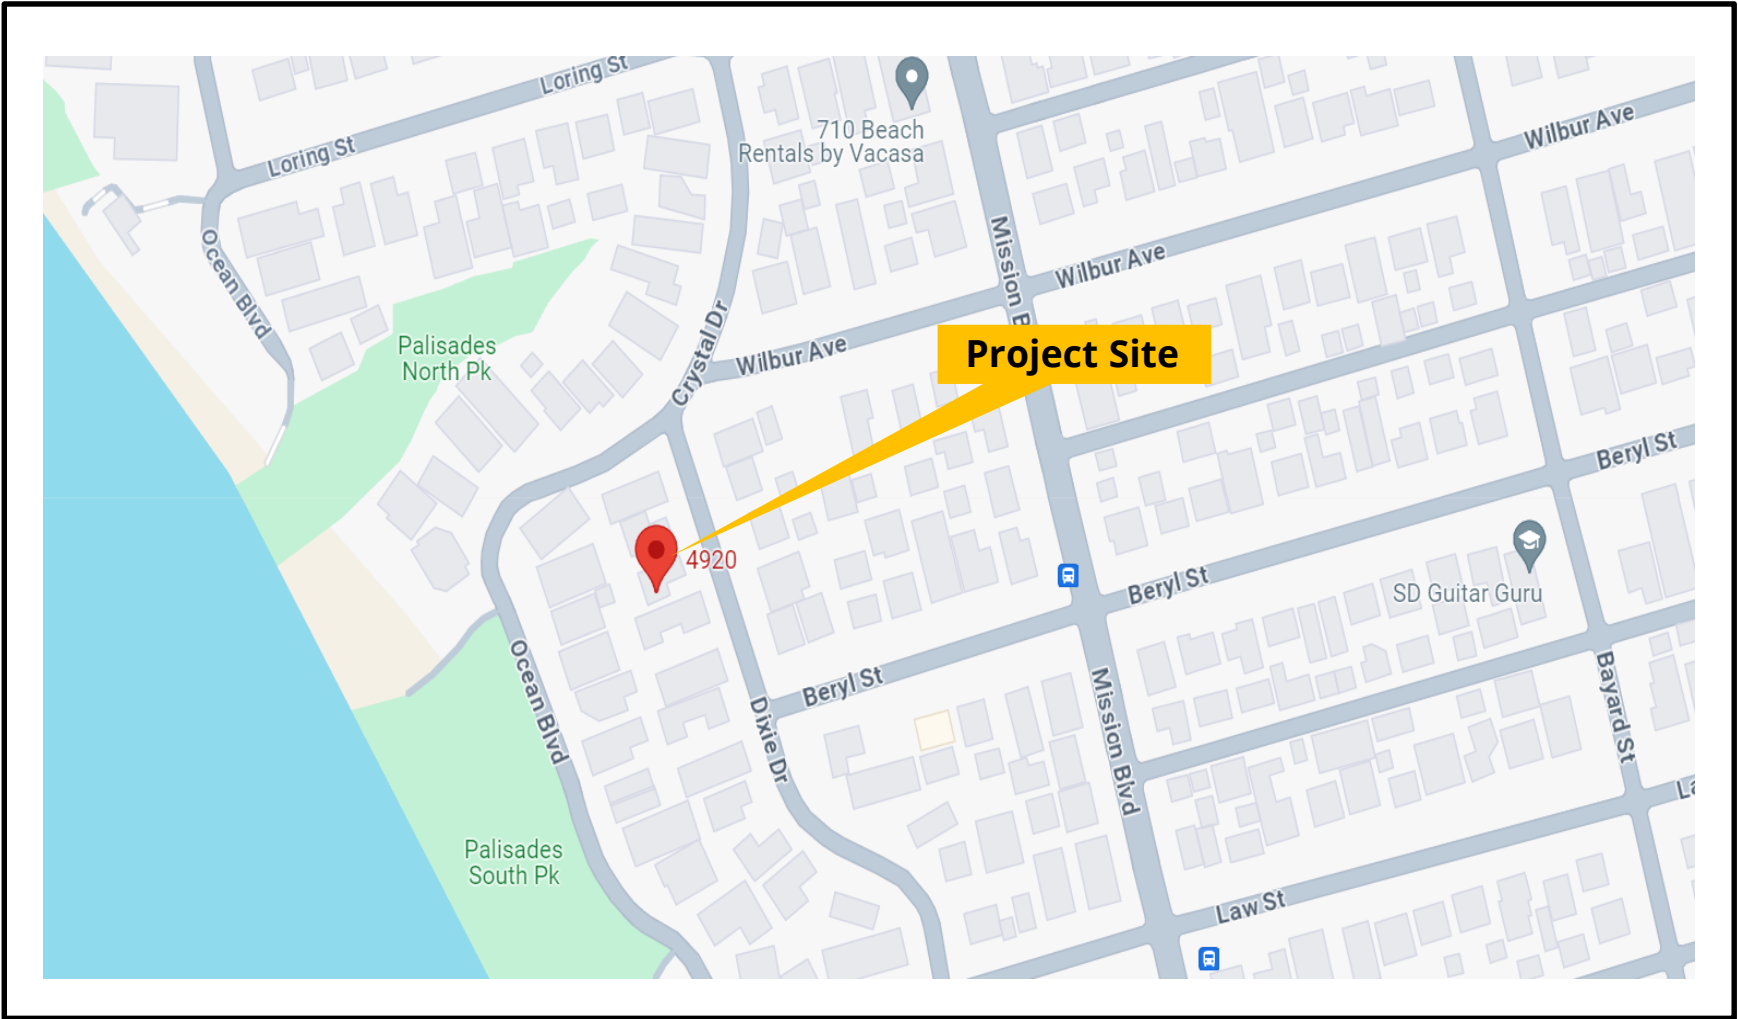 Loring St
710 Beach
Rentals by Vacasa
Wilbur Ave
Loring St
Ocean Blvd
Mission B
Wilbur Ave
Crystal Dr
Palisades
North Pk
Wilbur Ave
Project Site
Beryl St
4920
Beryl St
SD Guitar Guru
Ocean Blvd
Beryl St
Dixie Dr
Mission Blvd
Bayard St
La
Palisades
South Pk
Law St